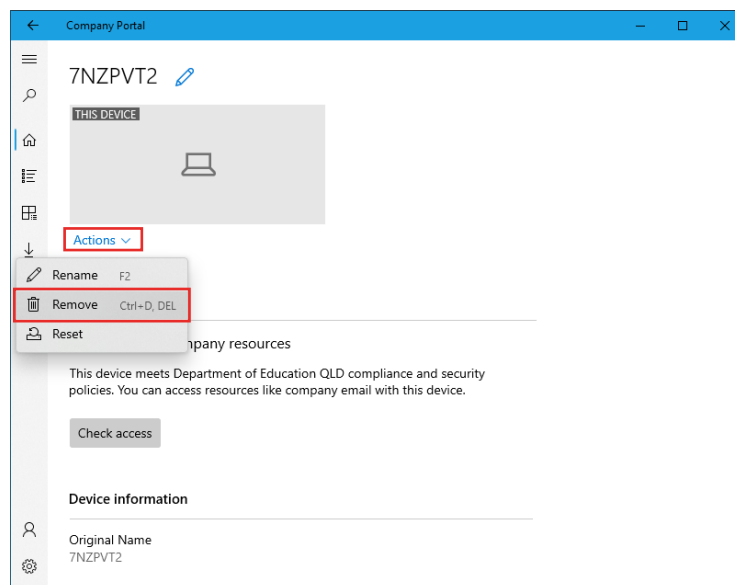 Company Portal
7NZPVT2
THIS DEVICE
Actions
Rename F2
Remove Ctrl+D, DEL
Reset
resources
This device meets Department of Education QLD compliance and security
policies. You can access resources like company email with this device.
Check access
Device information
Original Name
7NZPVT2